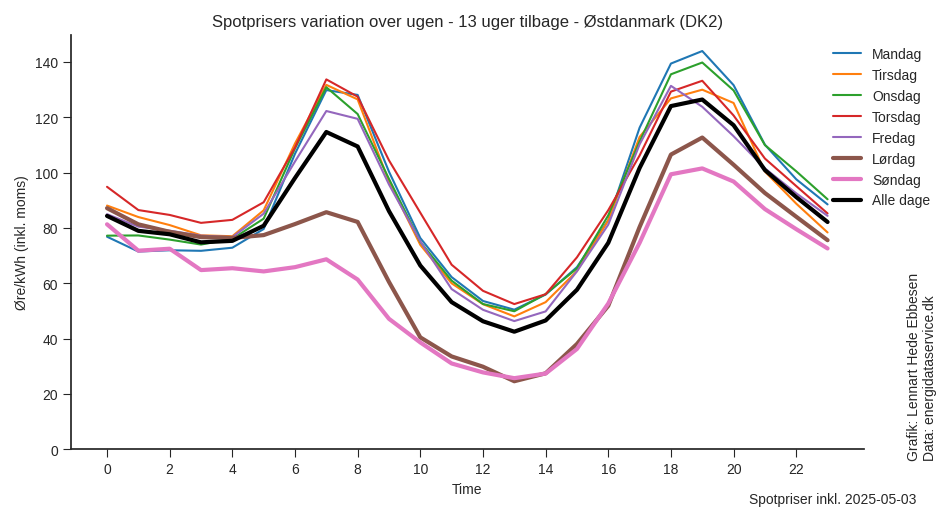 Spotprisers variation over ugen - 13 uger tilbage - Østdanmark (DK2)
Øre/kWh (inkl. moms)
140
120
100
80
60
40
20
0
0 2 4 6 8 10 12 14 16 18 20 22
Time
Mandag
Tirsdag
Onsdag
Torsdag
Fredag
Lørdag
Søndag
Alle dage
Grafik: Lennart Hede Ebbesen
Data: energidataservice.dk
Spotpriser inkl. 2025-05-03